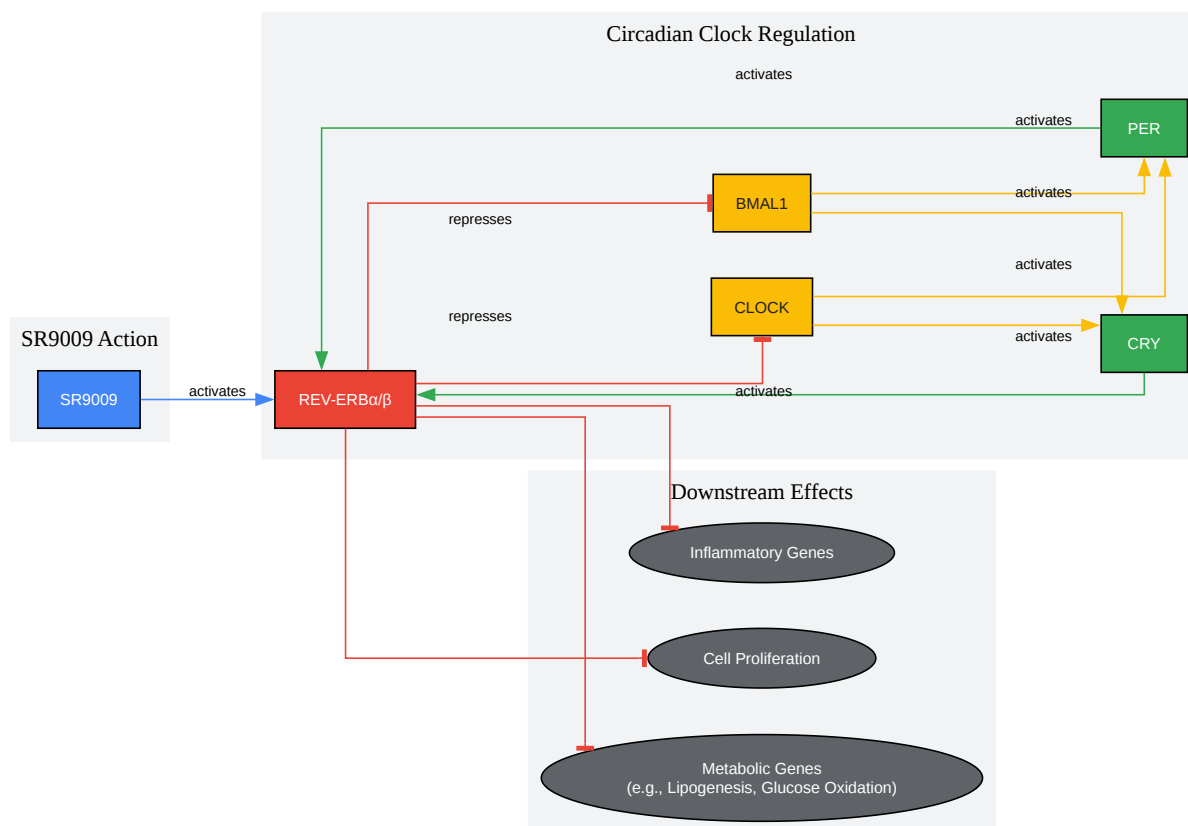 Circadian Clock Regulation
activates
activates
PER
BMAL1
activates
represses
activates
CLOCK
represses
activates
CRY
SR9009 Action
SR9009
activates
REV-ERBα/β
activates
Downstream Effects
Inflammatory Genes
Cell Proliferation
Metabolic Genes
(e.g., Lipogenesis, Glucose Oxidation)